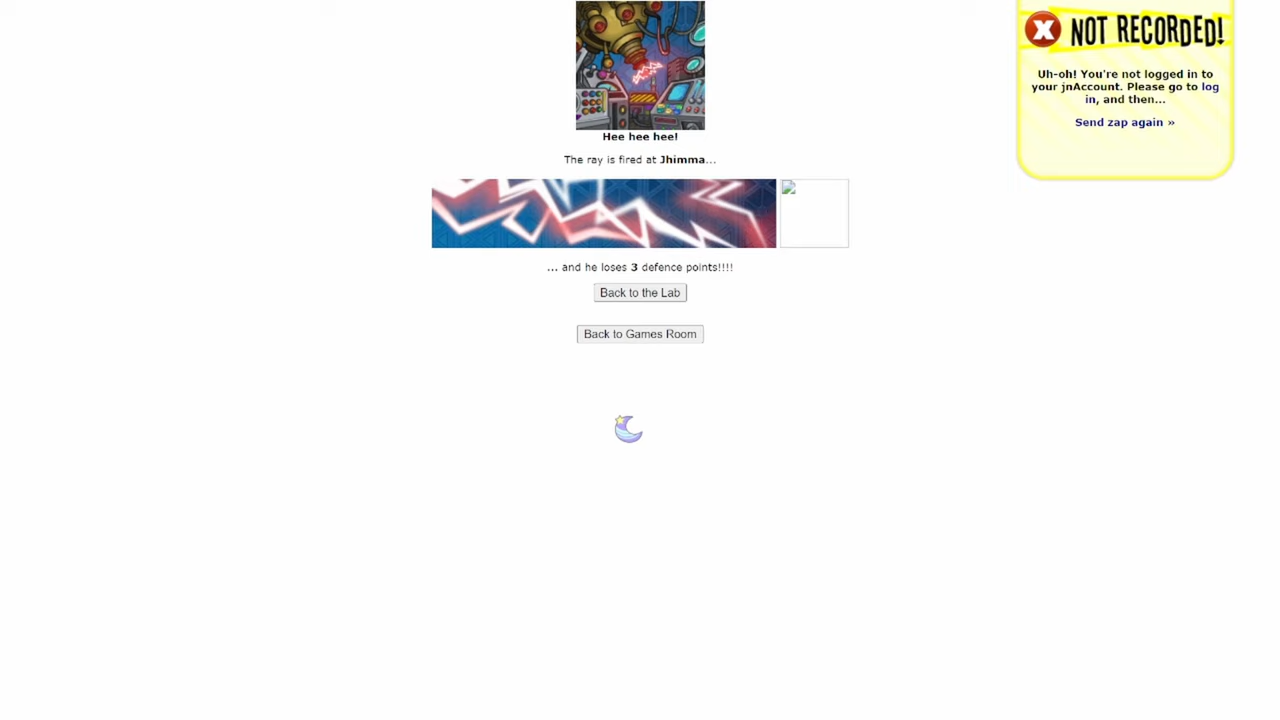 NOT RECORDED!
Uh-oh! You're not logged in to
your jnAccount. Please go to log
in, and then...
Send zap again »
Hee hee hee!
The ray is fired at Jhimma...
... and he loses 3 defence points!!!!
Back to the Lab
Back to Games Room